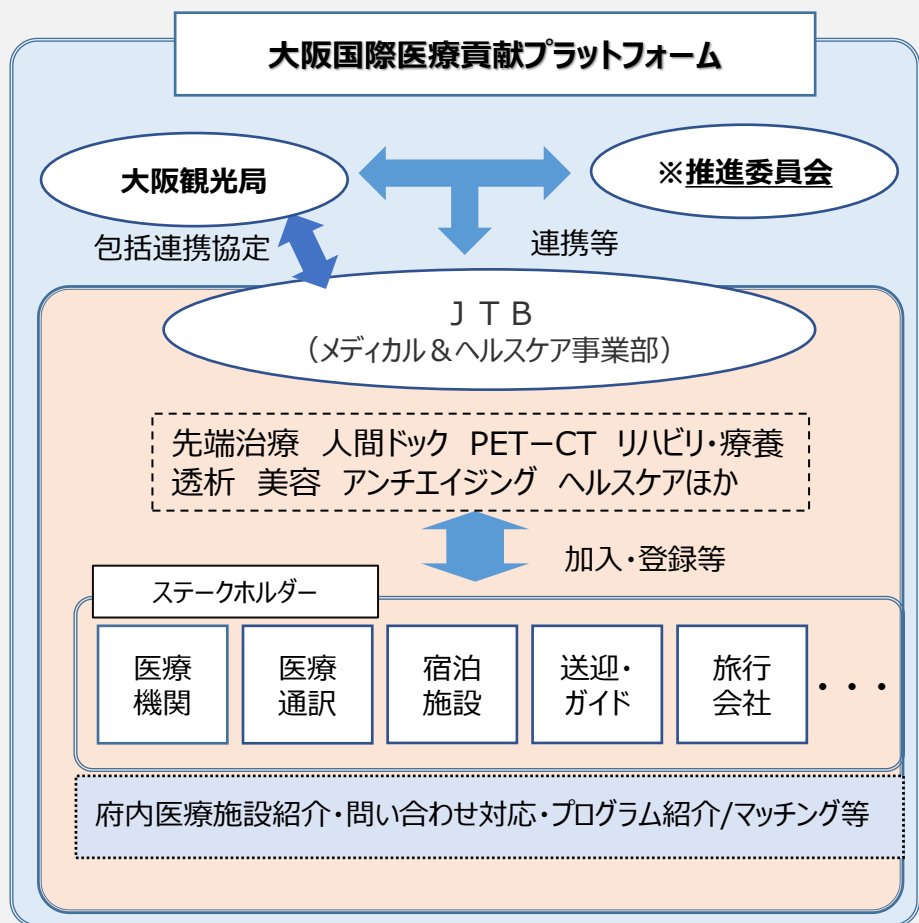 大阪国際医療貢献プラットフォーム
大阪観光局
※推進委員会
包括連携協定
連携等
ＪＴＢ
（メディカル＆ヘルスケア事業部）
先端治療　人間ドック　PET－CT　リハビリ・療養
透析　美容　アンチエイジング　ヘルスケアほか
加入・登録等
ステークホルダー
医療
機関
医療
通訳
宿泊
施設
送迎・
ガイド
旅行
会社
・・・
府内医療施設紹介・問い合わせ対応・プログラム紹介/マッチング等